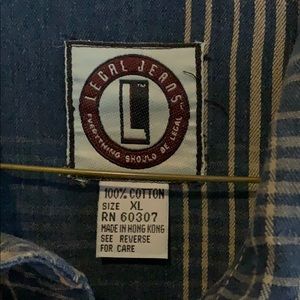 LEGAL JEANS
L
EVERYTHING SHOULD BE LEGAL
100% COTTON
SIZE XL
RN 60307
MADE IN HONG KONG
SEE REVERSE
FOR CARE